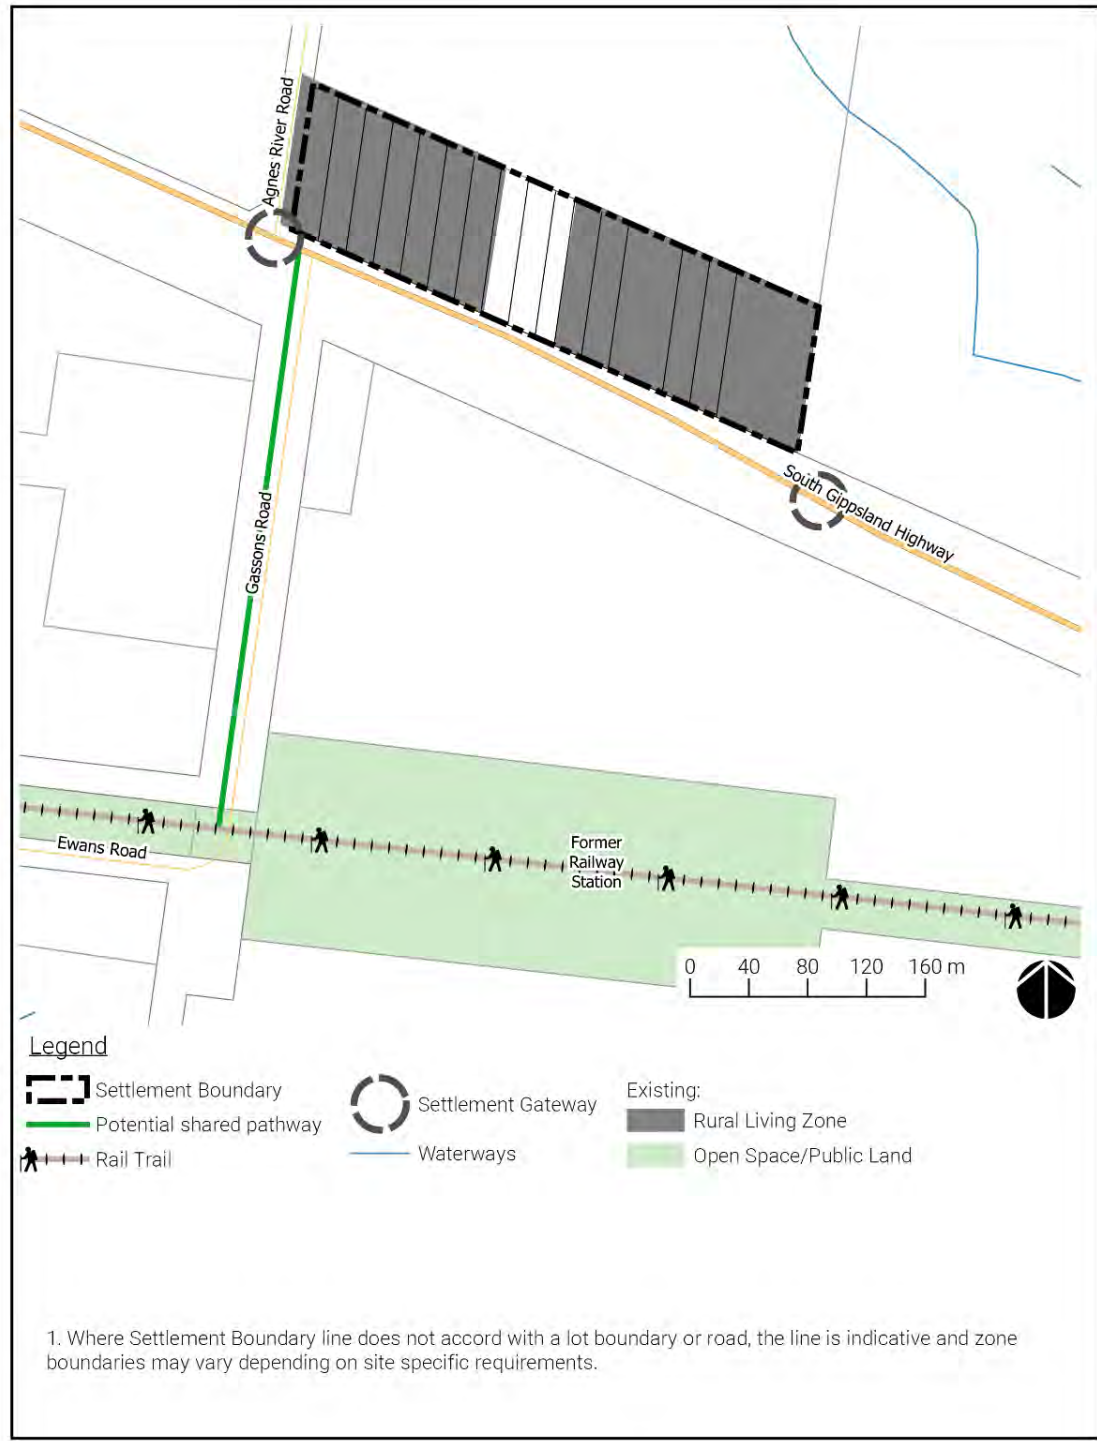 Agnes River Road
South Gippsland Highway
Gassons Road
Ewans Road
Former
Railway
Station
0 40 80 120 160 m
Legend
Settlement Boundary
Potential shared pathway
Rail Trail
Settlement Gateway
Waterways
Existing:
Rural Living Zone
Open Space/Public Land
1. Where Settlement Boundary line does not accord with a lot boundary or road, the line is indicative and zone
boundaries may vary depending on site specific requirements.